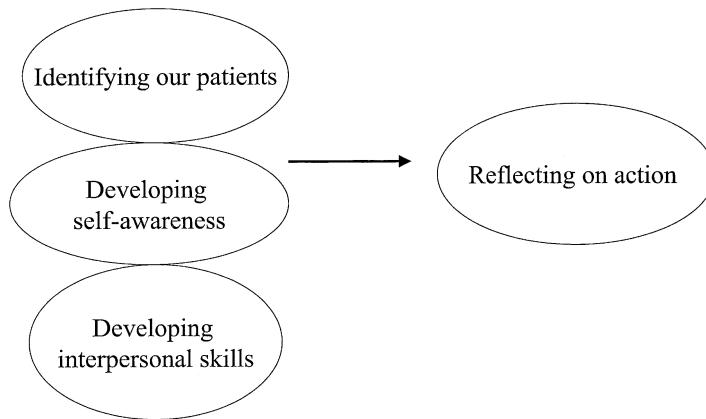 Identifying our patients
Developing
self-awareness
Developing
interpersonal skills
Reflecting on action